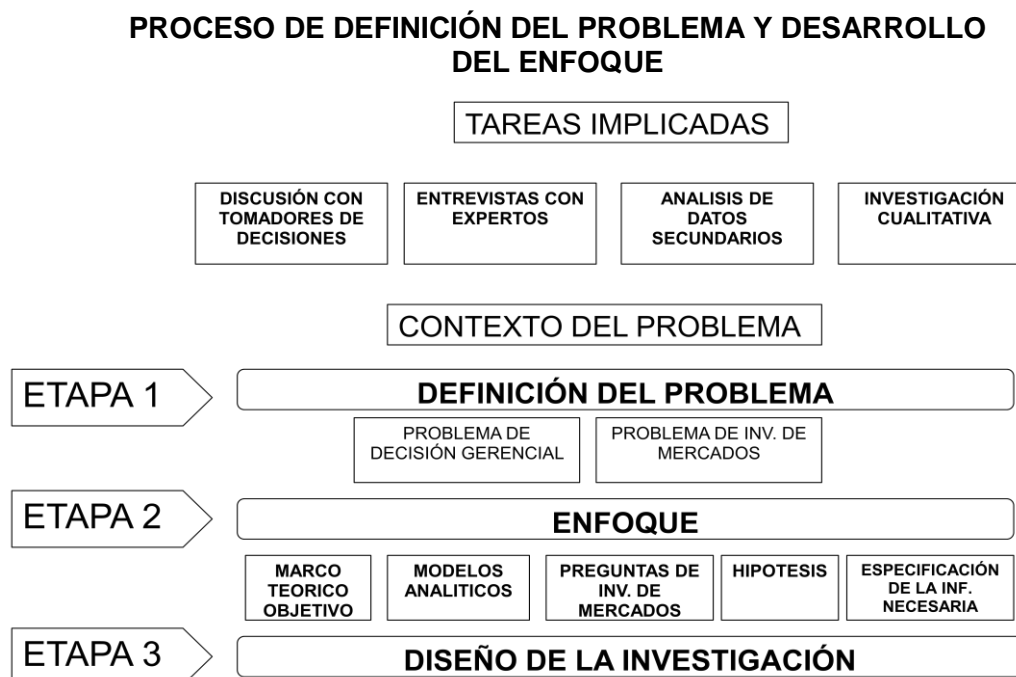 PROCESO DE DEFINICIÓN DEL PROBLEMA Y DESARROLLO
DEL ENFOQUE
TAREAS IMPLICADAS
DISCUSIÓN CON
TOMADORES DE
DECISIONES
ENTREVISTAS CON
EXPERTOS
ANALISIS DE
DATOS
SECUNDARIOS
INVESTIGACIÓN
CUALITATIVA
CONTEXTO DEL PROBLEMA
ETAPA 1
DEFINICIÓN DEL PROBLEMA
PROBLEMA DE
DECISIÓN GERENCIAL
PROBLEMA DE INV. DE
MERCADOS
ETAPA 2
ENFOQUE
MARCO
TEORICO
OBJETIVO
MODELOS
ANALITICOS
PREGUNTAS DE
INV. DE
MERCADOS
HIPOTESIS
ESPECIFICACIÓN
DE LA INF.
NECESARIA
ETAPA 3
DISEÑO DE LA INVESTIGACIÓN